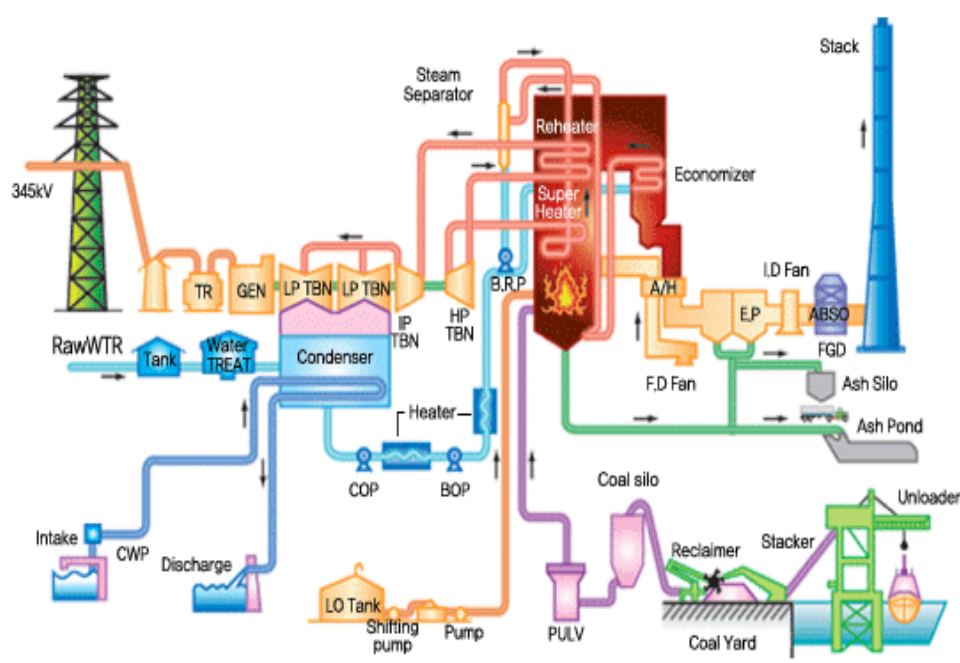 Stack
Steam
Separator
Reheater
Economizer
345kV
Super
Heater
I.D Fan
TR
GEN
LP TBN
LP TBN
B.R.P
A/H
E.P
ABSO
IP
TBN
HP
TBN
FGD
RawWTR
Tank
Water
TREAT
Condenser
F.D Fan
Ash Silo
Heater
Ash Pond
COP
BOP
Coal silo
Unloader
Intake
CWP
Discharge
Reclaimer
Stacker
LO Tank
Shifting
pump
Pump
PULV
Coal Yard